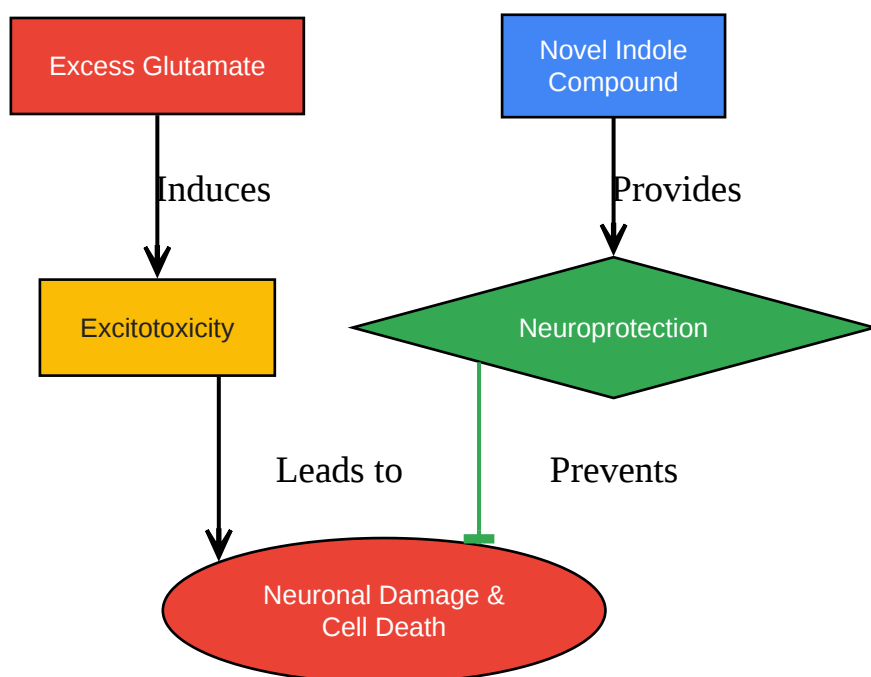 Excess Glutamate
Novel Indole
Compound
Induces
Provides
Excitotoxicity
Neuroprotection
Leads to
Prevents
Neuronal Damage &
Cell Death